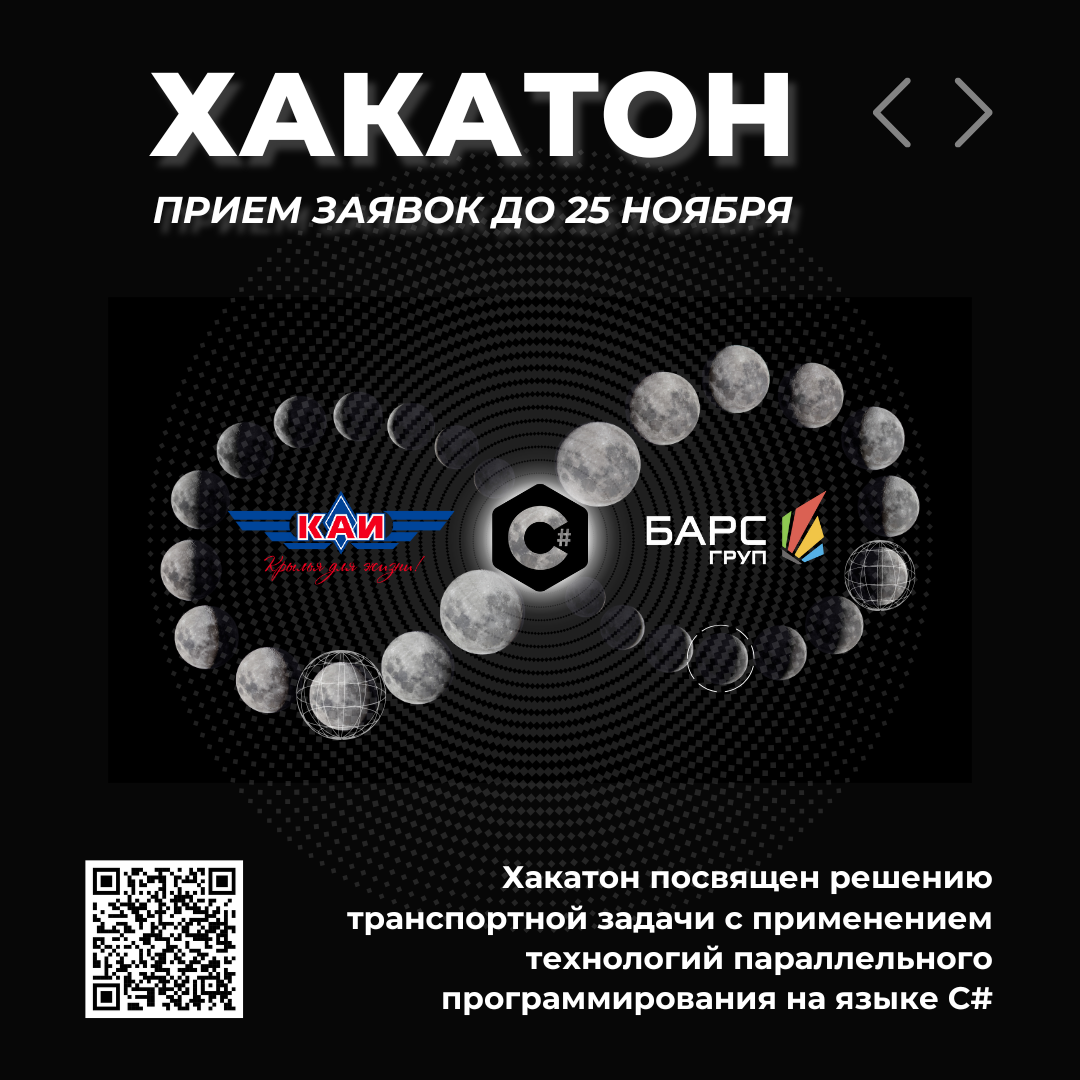 ХАКАТОН
ПРИЕМ ЗАЯВОК ДО 25 НОЯБРЯ
КАИ
Крылья для жизни!
C#
БАРС
ГРУП
Хакатон посвящен решению
транспортной задачи с применением
технологий параллельного
программирования на языке C#